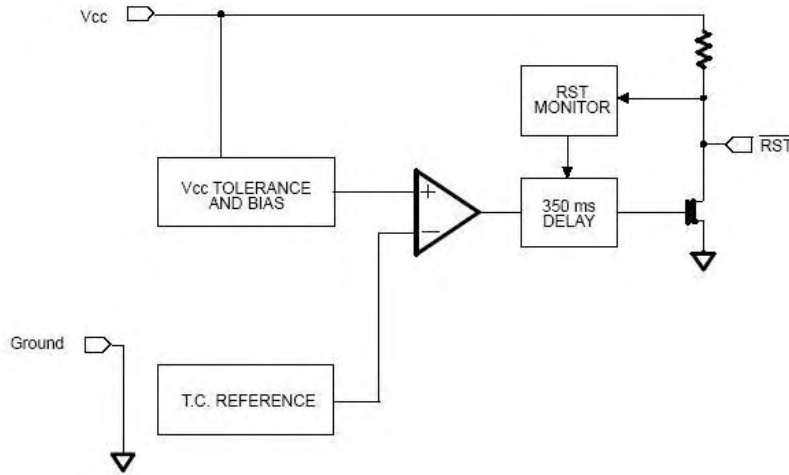 Vcc
RST
MONITOR
RST
Vcc TOLERANCE
AND BIAS
+
−
350 ms
DELAY
Ground
T.C. REFERENCE